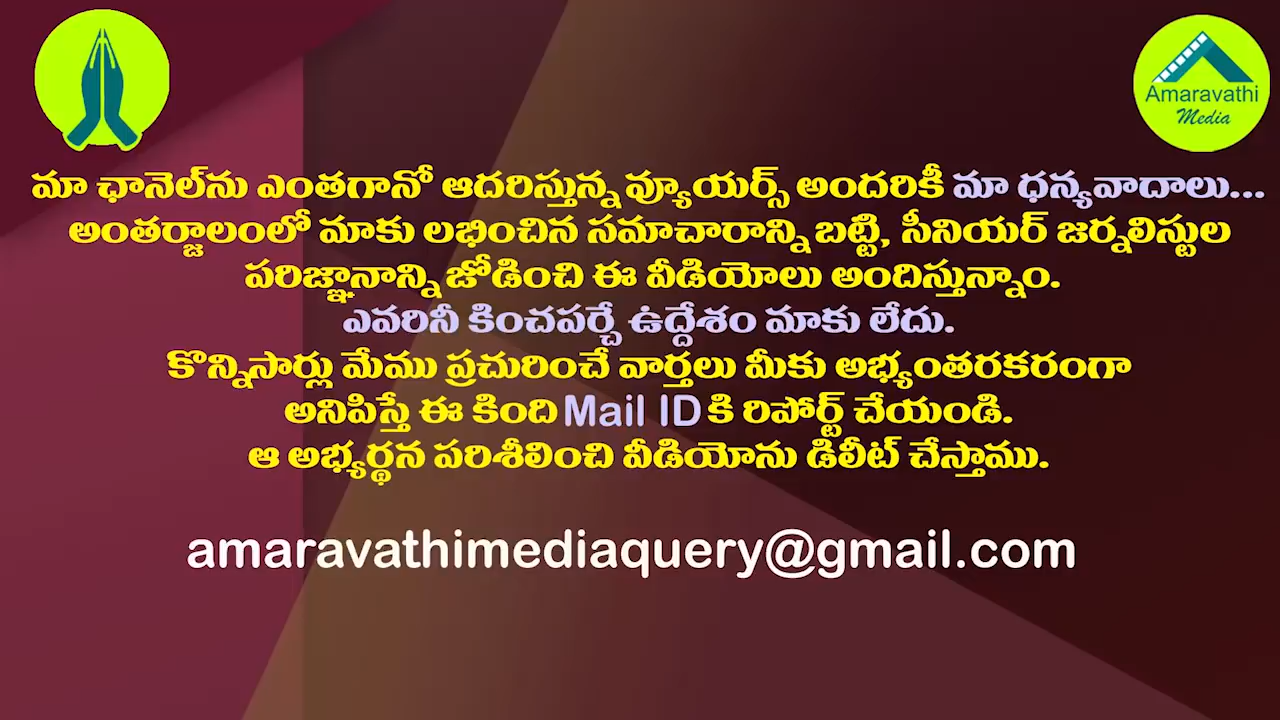 Amaravathi
Media
మా ఛానెల్‌ను ఎంతగానో ఆదరిస్తున్న వ్యూయర్స్ అందరికీ మా ధన్యవాదాలు...
అంతర్జాలంలో మాకు లభించిన సమాచారాన్ని బట్టి, సీనియర్ జర్నలిస్టుల
పరిజ్ఞానాన్ని జోడించి ఈ వీడియోలు అందిస్తున్నాం.
ఎవరినీ కించపర్చే ఉద్దేశం మాకు లేదు.
కొన్నిసార్లు మేము ప్రచురించే వార్తలు మీకు అభ్యంతరకరంగా
అనిపిస్తే ఈ కింది Mail ID కి రిపోర్ట్ చేయండి.
ఆ అభ్యర్థన పరిశీలించి వీడియోను డిలీట్ చేస్తాము.
amaravathimediaquery@gmail.com